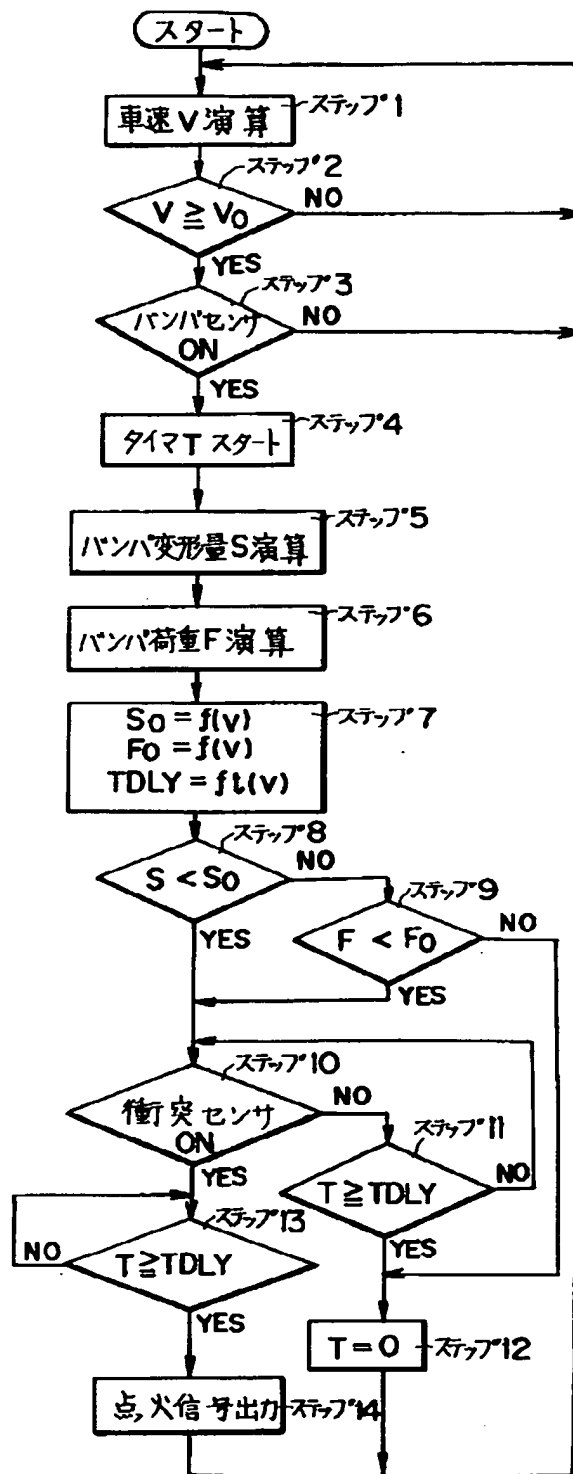 スタート
車速V演算
ステップ1
ステップ2
V ≧ V0
NO
YES
ステップ3
バンパセンサ
ON
NO
YES
ステップ4
タイマTスタート
ステップ5
バンパ変形量S演算
ステップ6
バンパ荷重F演算
ステップ7
S0 = f(v)
F0 = f(v)
TDLY = ft(v)
ステップ8
S < S0
NO
YES
ステップ9
F < F0
NO
YES
ステップ10
衝突センサ
ON
NO
YES
ステップ11
T ≧ TDLY
NO
YES
ステップ13
T≧TDLY
NO
YES
T = 0
ステップ12
点火信号出力
ステップ14